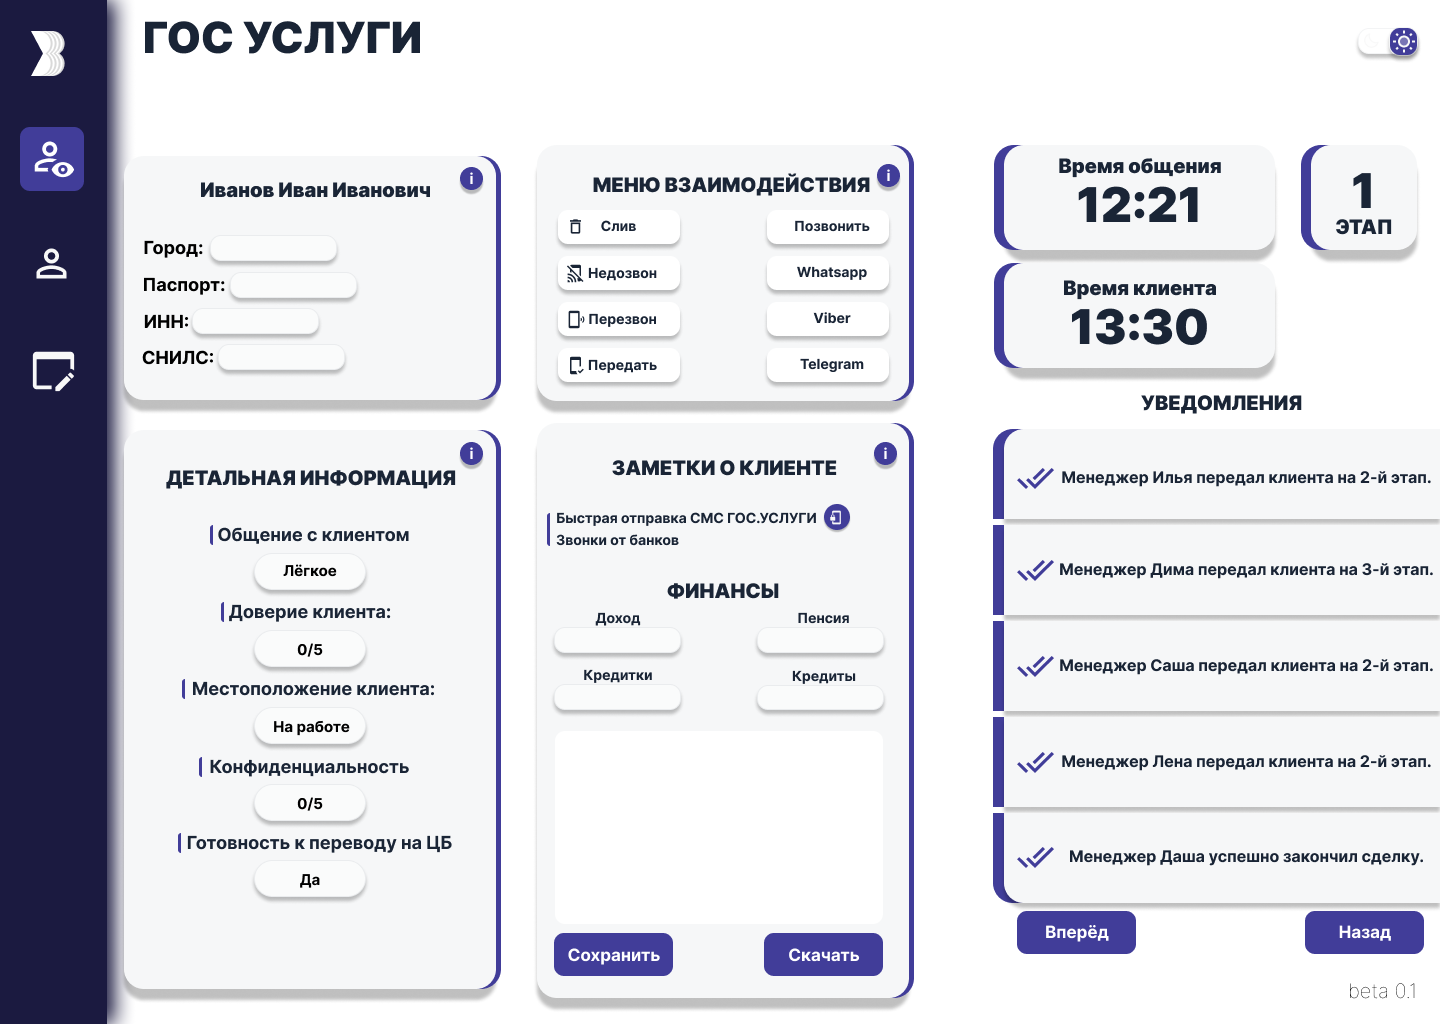 ГОС УСЛУГИ
Иванов Иван Иванович
i
Город:
Паспорт:
ИНН:
СНИЛС:
ДЕТАЛЬНАЯ ИНФОРМАЦИЯ
i
Общение с клиентом
Лёгкое
Доверие клиента:
0/5
Местоположение клиента:
На работе
Конфиденциальность
0/5
Готовность к переводу на ЦБ
Да
МЕНЮ ВЗАИМОДЕЙСТВИЯ
i
Слив
Позвонить
Недозвон
Whatsapp
Перезвон
Viber
Передать
Telegram
ЗАМЕТКИ О КЛИЕНТЕ
i
Быстрая отправка СМС ГОС.УСЛУГИ
Звонки от банков
ФИНАНСЫ
Доход
Пенсия
Кредитки
Кредиты
Сохранить
Скачать
Время общения
12:21
1
ЭТАП
Время клиента
13:30
УВЕДОМЛЕНИЯ
Менеджер Илья передал клиента на 2-й этап.
Менеджер Дима передал клиента на 3-й этап.
Менеджер Саша передал клиента на 2-й этап.
Менеджер Лена передал клиента на 2-й этап.
Менеджер Даша успешно закончил сделку.
Вперёд
Назад
beta 0.1